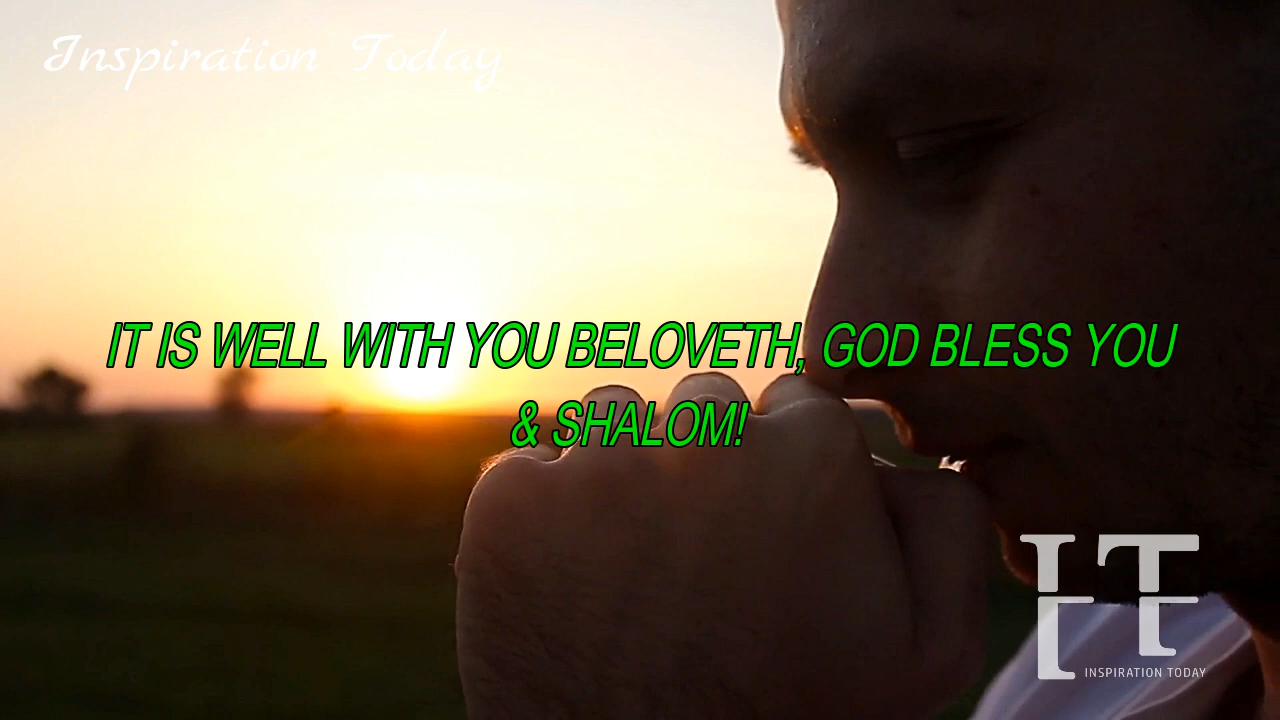 Inspiration Today
IT IS WELL WITH YOU BELOVETH, GOD BLESS YOU
& SHALOM!
IT
INSPIRATION TODAY